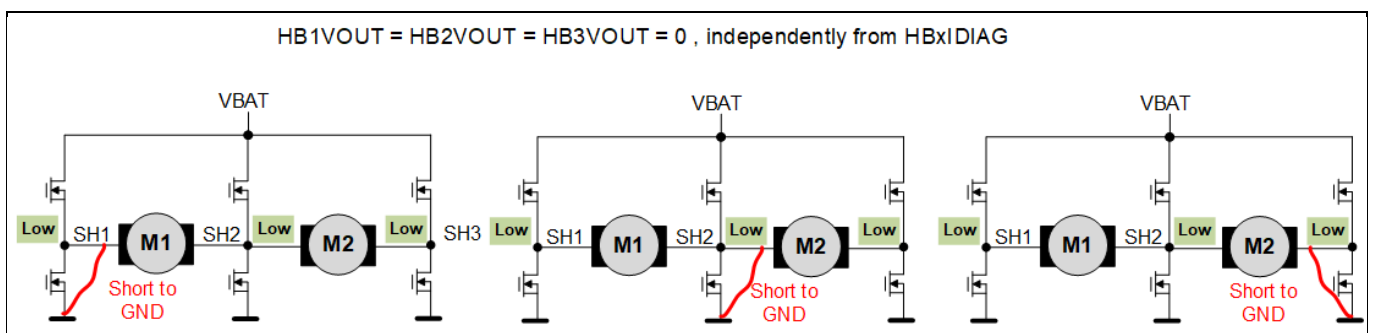 HB1VOUT = HB2VOUT = HB3VOUT = 0 , independently from HBxIDIAG
VBAT
Low
SH1
M1
SH2
Low
M2
Low
SH3
Short to
GND
VBAT
Low
SH1
M1
SH2
Low
M2
Low
Short to
GND
VBAT
Low
SH1
M1
SH2
Low
M2
Low
Short to
GND